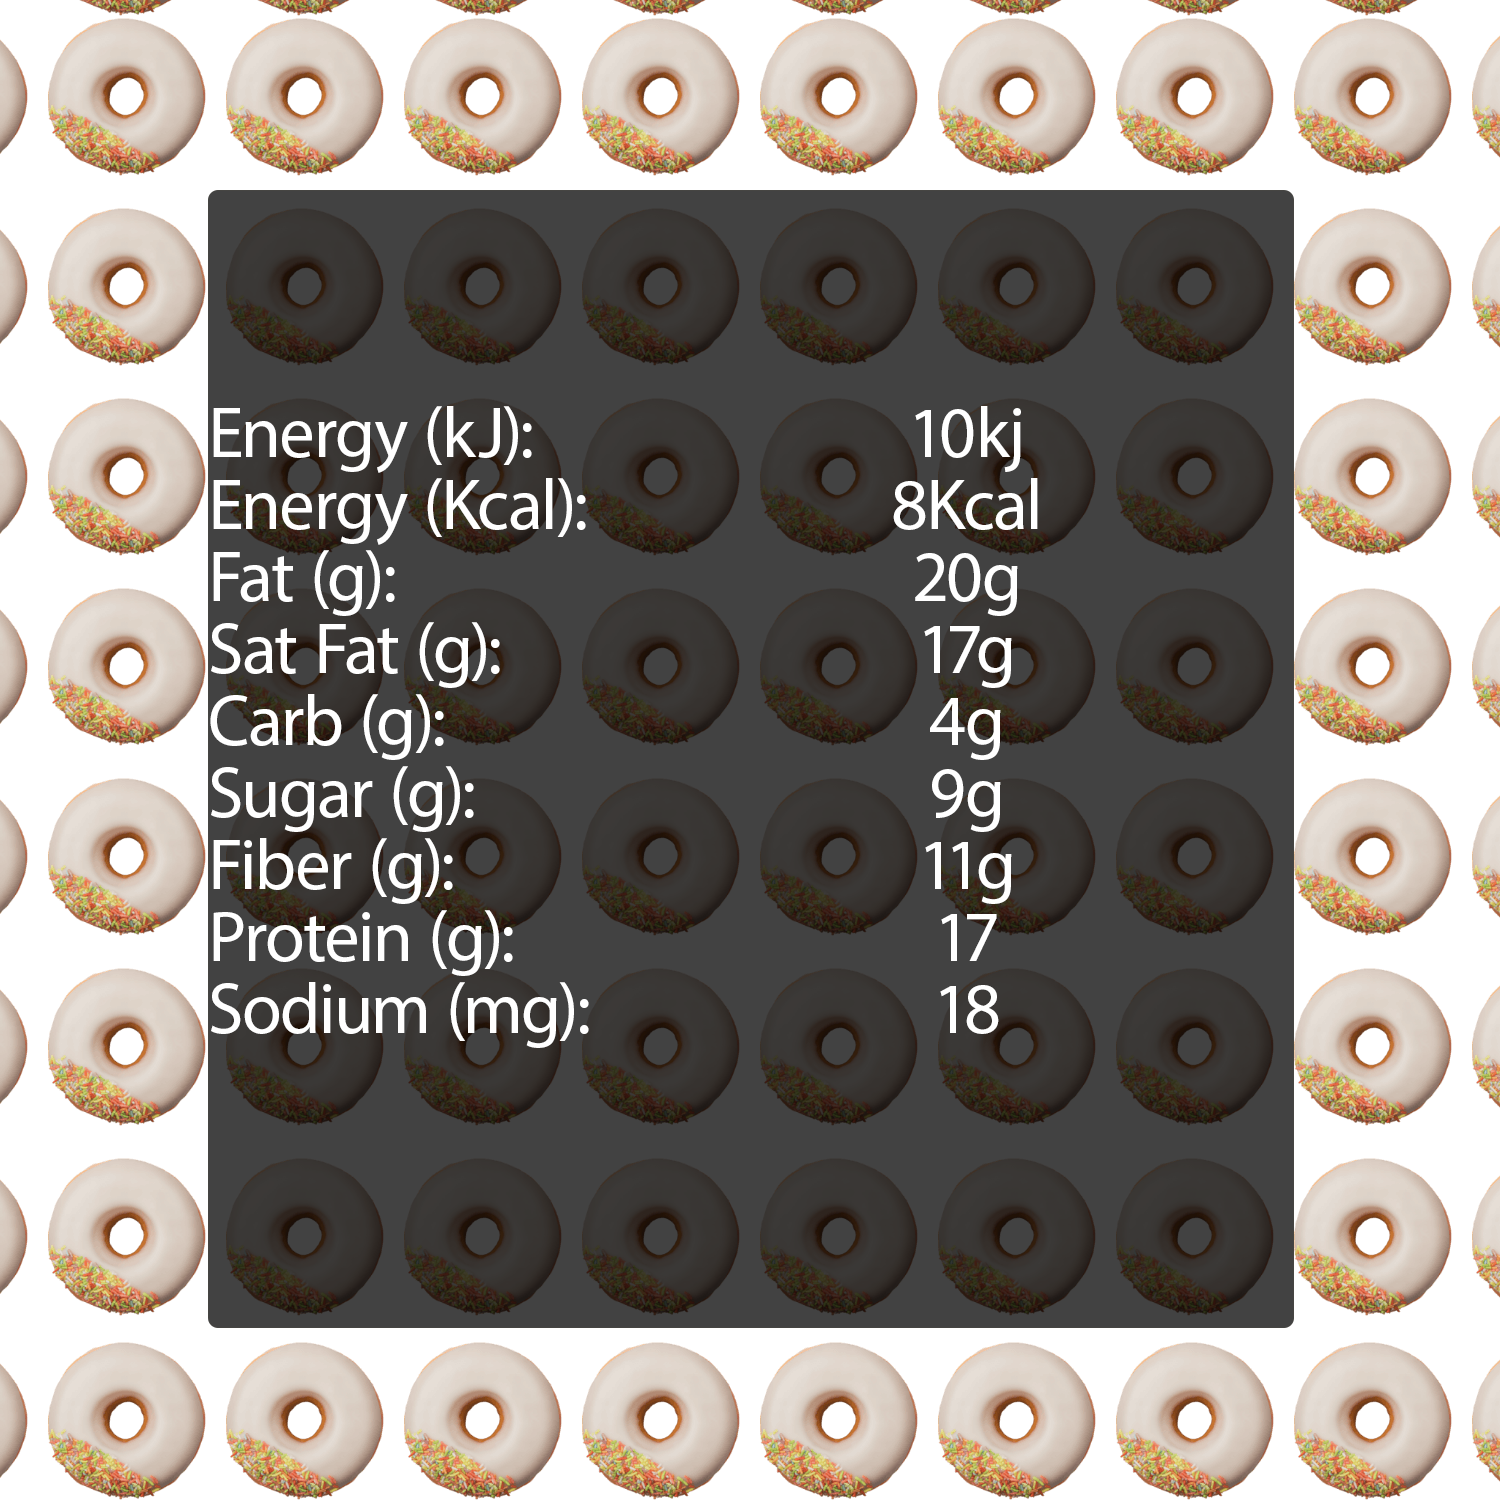 Energy (kJ): 10kj
Energy (Kcal): 8Kcal
Fat (g): 20g
Sat Fat (g): 17g
Carb (g): 4g
Sugar (g): 9g
Fiber (g): 11g
Protein (g): 17
Sodium (mg): 18